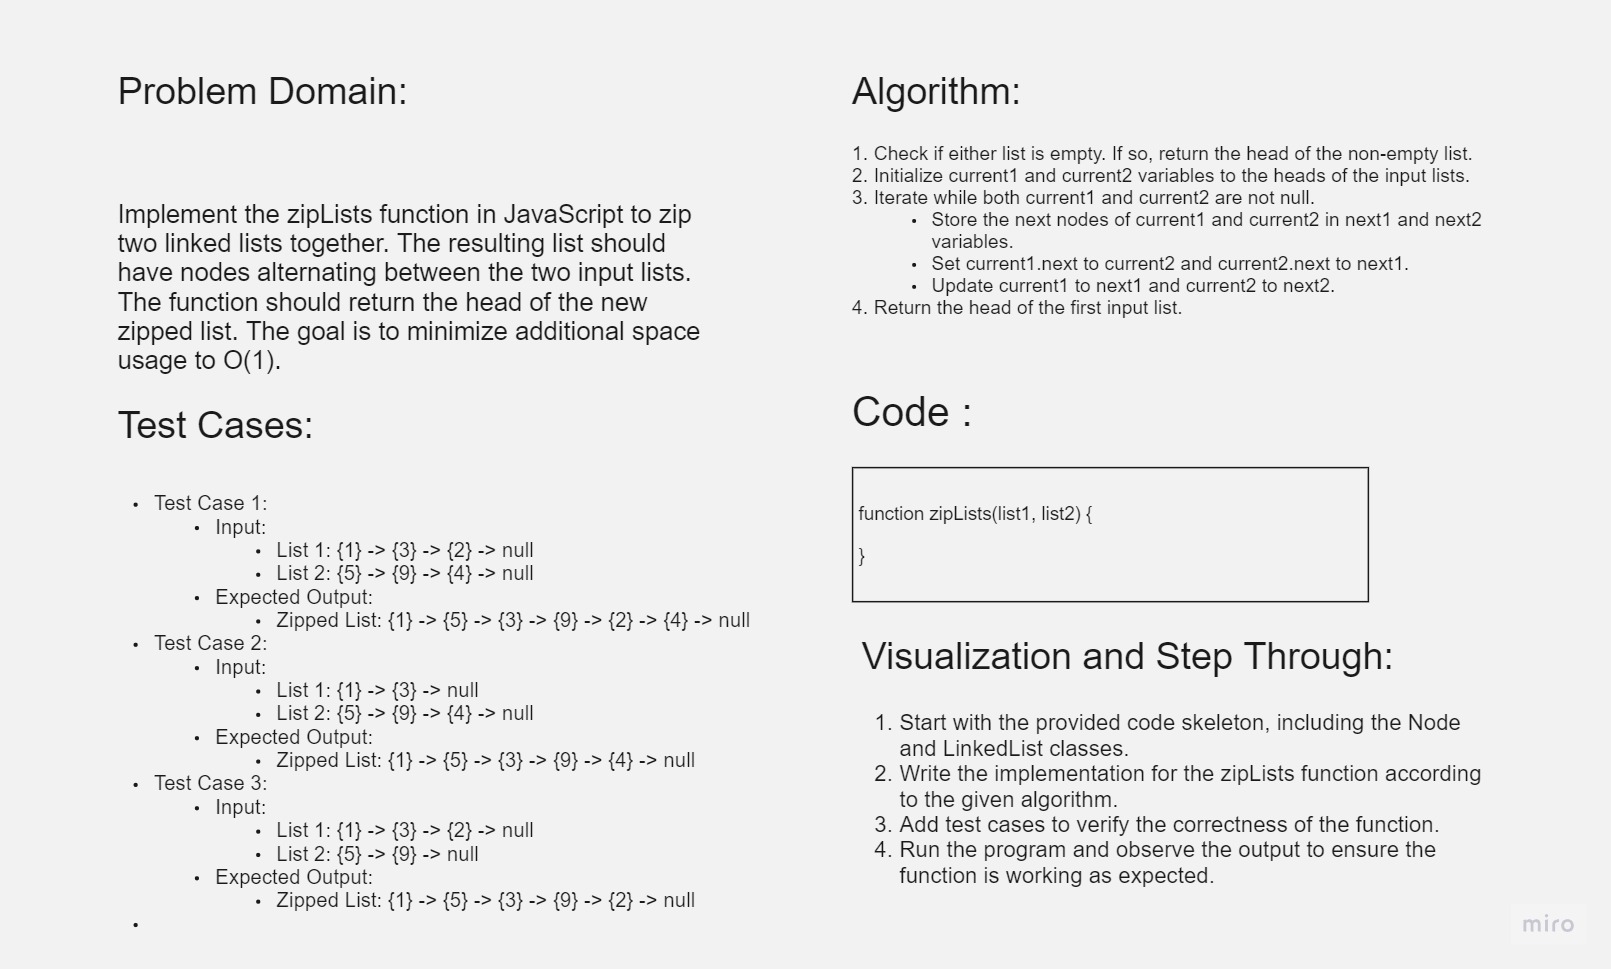 Problem Domain:
Implement the zipLists function in JavaScript to zip
two linked lists together. The resulting list should
have nodes alternating between the two input lists.
The function should return the head of the new
zipped list. The goal is to minimize additional space
usage to O(1).
Test Cases:
• Test Case 1:
• Input:
• List 1: {1} -> {3} -> {2} -> null
• List 2: {5} -> {9} -> {4} -> null
• Expected Output:
• Zipped List: {1} -> {5} -> {3} -> {9} -> {2} -> {4} -> null
• Test Case 2:
• Input:
• List 1: {1} -> {3} -> null
• List 2: {5} -> {9} -> {4} -> null
• Expected Output:
• Zipped List: {1} -> {5} -> {3} -> {9} -> {4} -> null
• Test Case 3:
• Input:
• List 1: {1} -> {3} -> {2} -> null
• List 2: {5} -> {9} -> null
• Expected Output:
• Zipped List: {1} -> {5} -> {3} -> {9} -> {2} -> null
•
Algorithm:
1. Check if either list is empty. If so, return the head of the non-empty list.
2. Initialize current1 and current2 variables to the heads of the input lists.
3. Iterate while both current1 and current2 are not null.
• Store the next nodes of current1 and current2 in next1 and next2
variables.
• Set current1.next to current2 and current2.next to next1.
• Update current1 to next1 and current2 to next2.
4. Return the head of the first input list.
Code :
function zipLists(list1, list2) {
}
Visualization and Step Through:
1. Start with the provided code skeleton, including the Node
and LinkedList classes.
2. Write the implementation for the zipLists function according
to the given algorithm.
3. Add test cases to verify the correctness of the function.
4. Run the program and observe the output to ensure the
function is working as expected.
miro